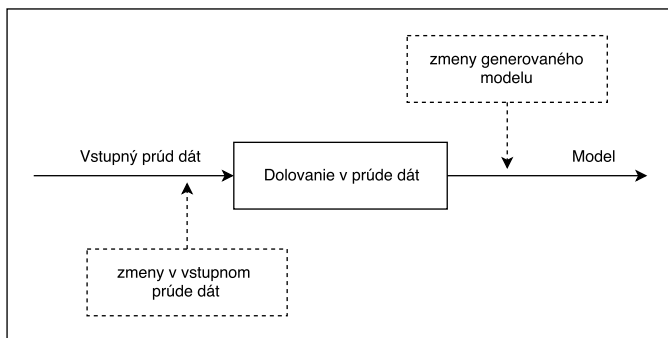 zmeny generovaného
modelu
Vstupný prúd dát
Dolovanie v prúde dát
Model
zmeny v vstupnom
prúde dát